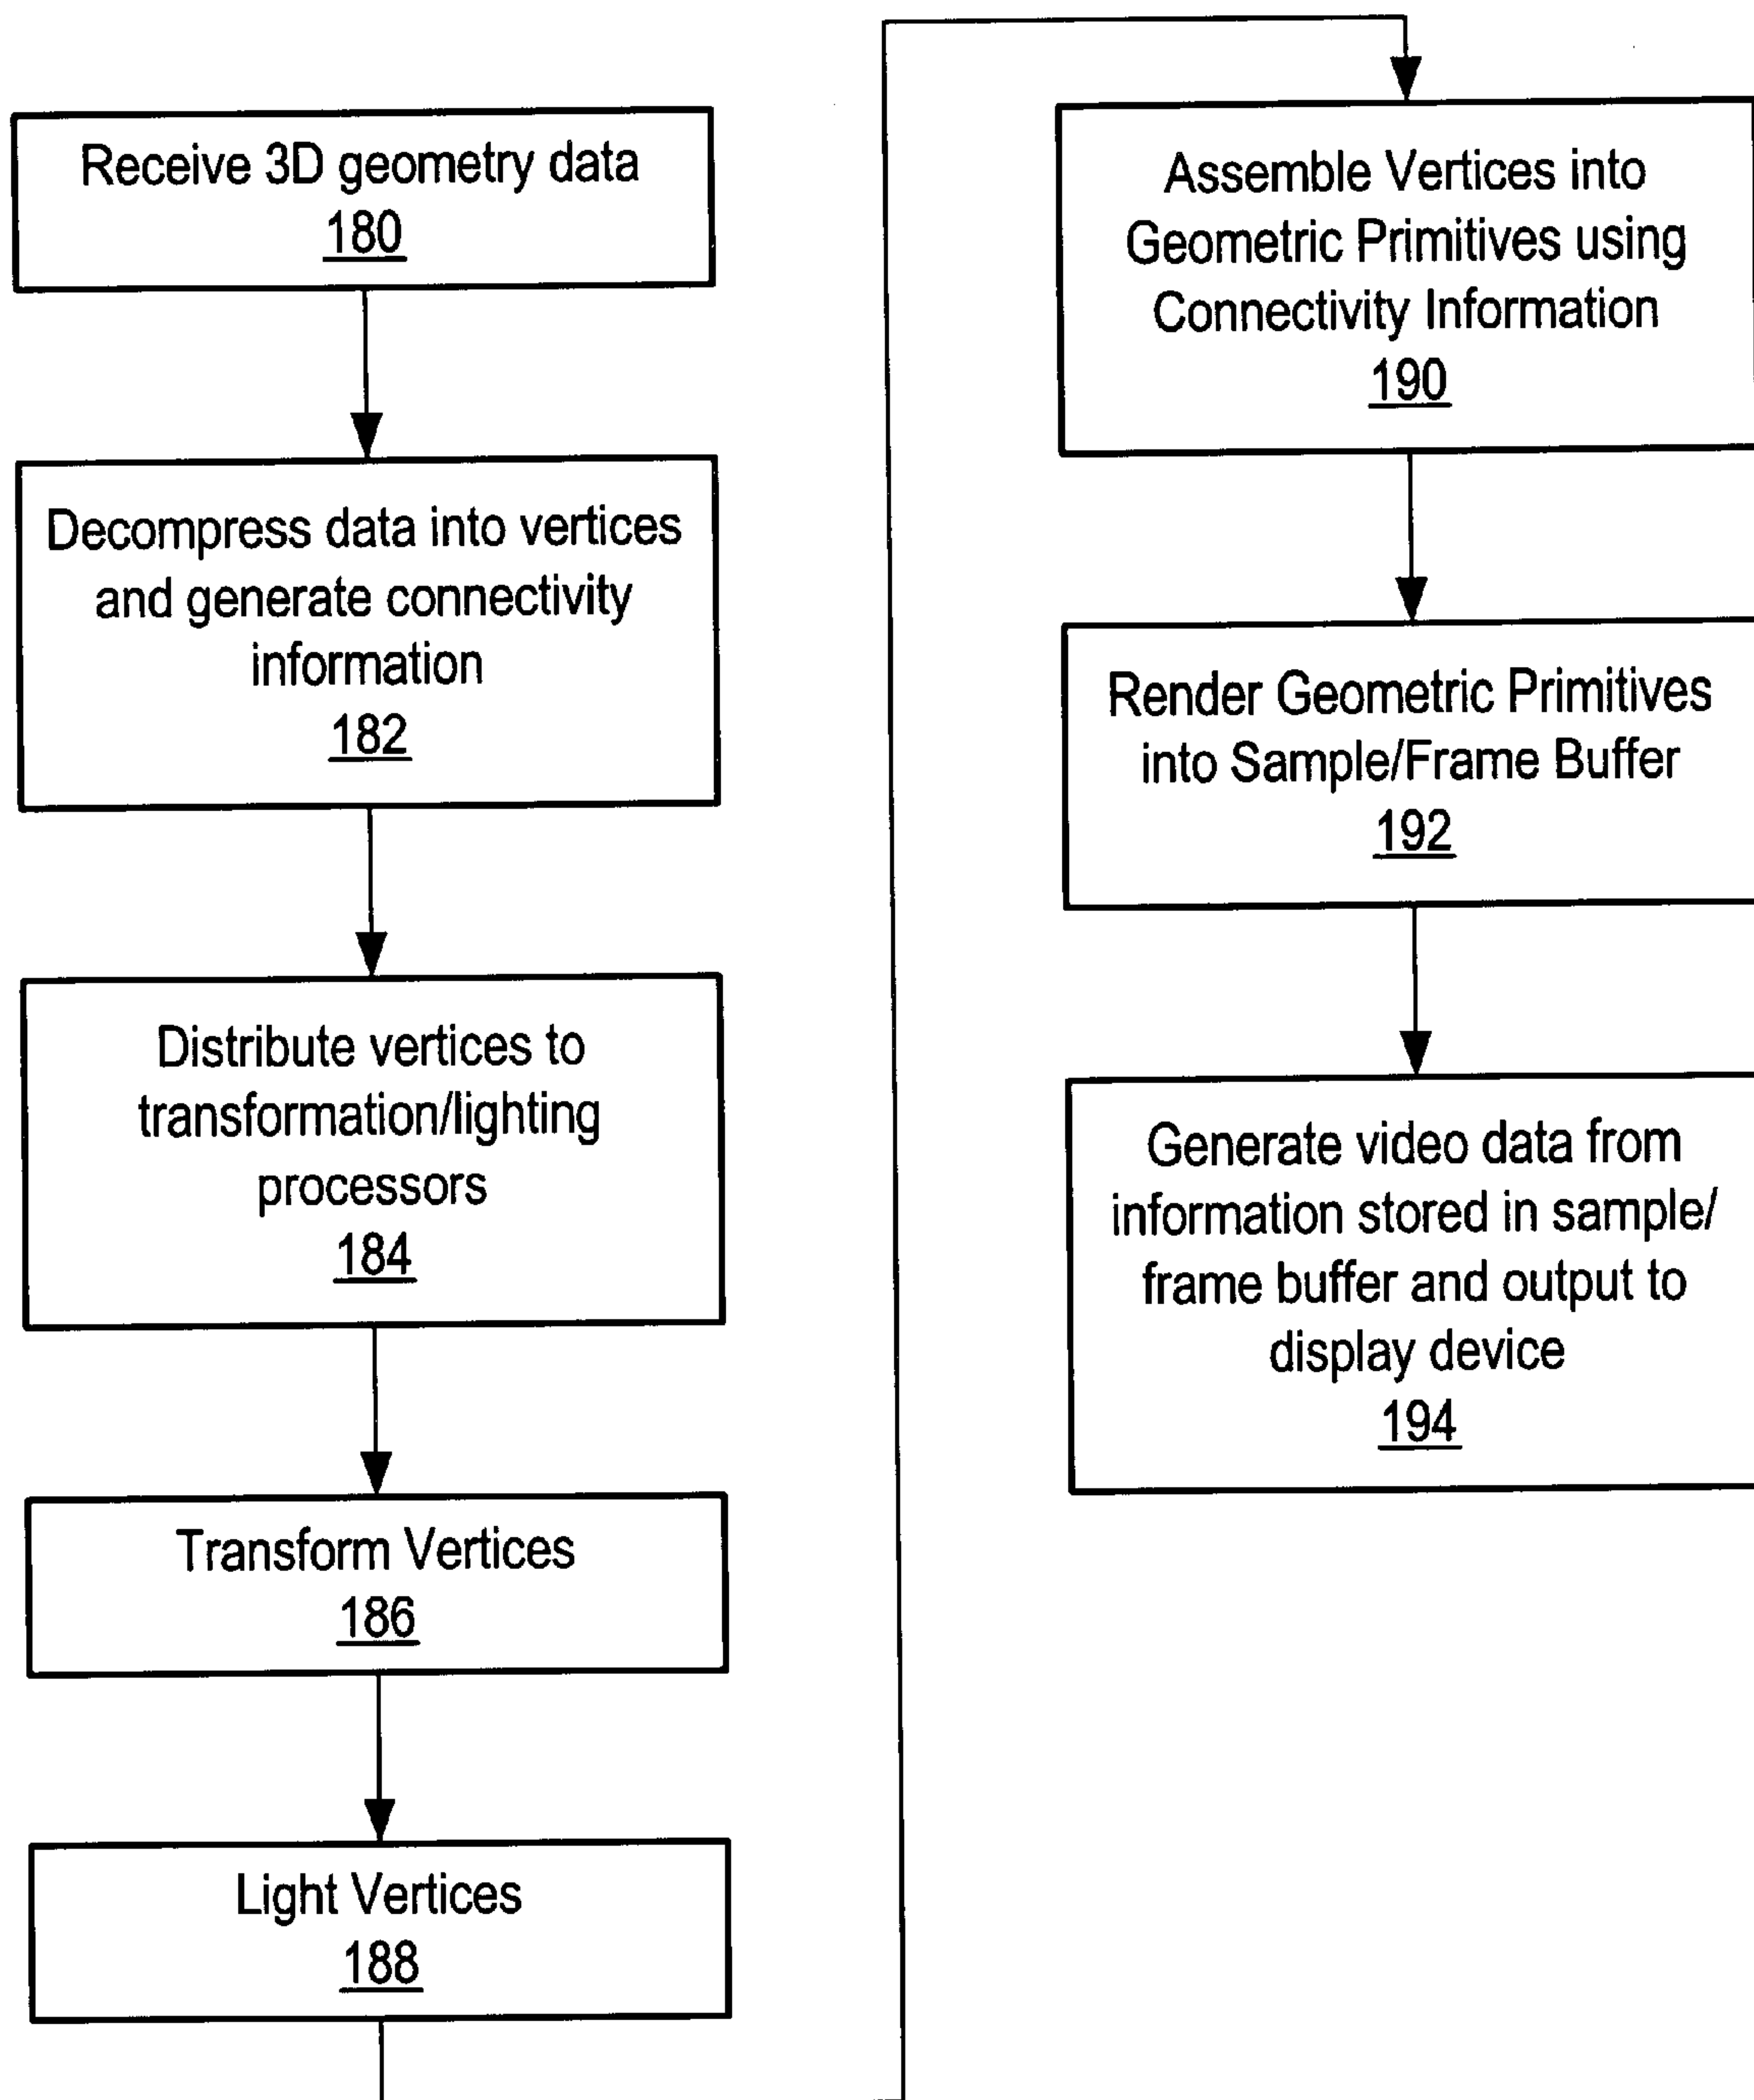 Receive 3D geometry data
180
Decompress data into vertices
and generate connectivity
information
182
Distribute vertices to
transformation/lighting
processors
184
Transform Vertices
186
Light Vertices
188
Assemble Vertices into
Geometric Primitives using
Connectivity Information
190
Render Geometric Primitives
into Sample/Frame Buffer
192
Generate video data from
information stored in sample/
frame buffer and output to
display device
194